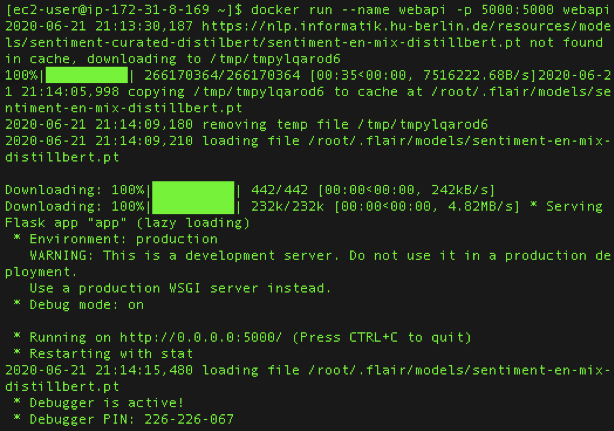 [ec2-user@ip-172-31-8-169 ~]$ docker run --name webapi -p 5000:5000 webapi
2020-06-21 21:13:30,187 https://nlp.informatik.hu-berlin.de/resources/mode
ls/sentiment-curated-distilbert/sentiment-en-mix-distillbert.pt not found
in cache, downloading to /tmp/tmpylqarod6
100%|██████████| 266170364/266170364 [00:35<00:00, 7516222.68B/s]2020-06-2
1 21:14:05,998 copying /tmp/tmpylqarod6 to cache at /root/.flair/models/se
ntiment-en-mix-distillbert.pt
2020-06-21 21:14:09,180 removing temp file /tmp/tmpylqarod6
2020-06-21 21:14:09,210 loading file /root/.flair/models/sentiment-en-mix-
distillbert.pt
Downloading: 100%|██████████| 442/442 [00:00<00:00, 242kB/s]
Downloading: 100%|██████████| 232k/232k [00:00<00:00, 4.82MB/s] * Serving
Flask app "app" (lazy loading)
 * Environment: production
   WARNING: This is a development server. Do not use it in a production de
ployment.
   Use a production WSGI server instead.
 * Debug mode: on
 * Running on http://0.0.0.0:5000/ (Press CTRL+C to quit)
 * Restarting with stat
2020-06-21 21:14:15,480 loading file /root/.flair/models/sentiment-en-mix-
distillbert.pt
 * Debugger is active!
 * Debugger PIN: 226-226-067